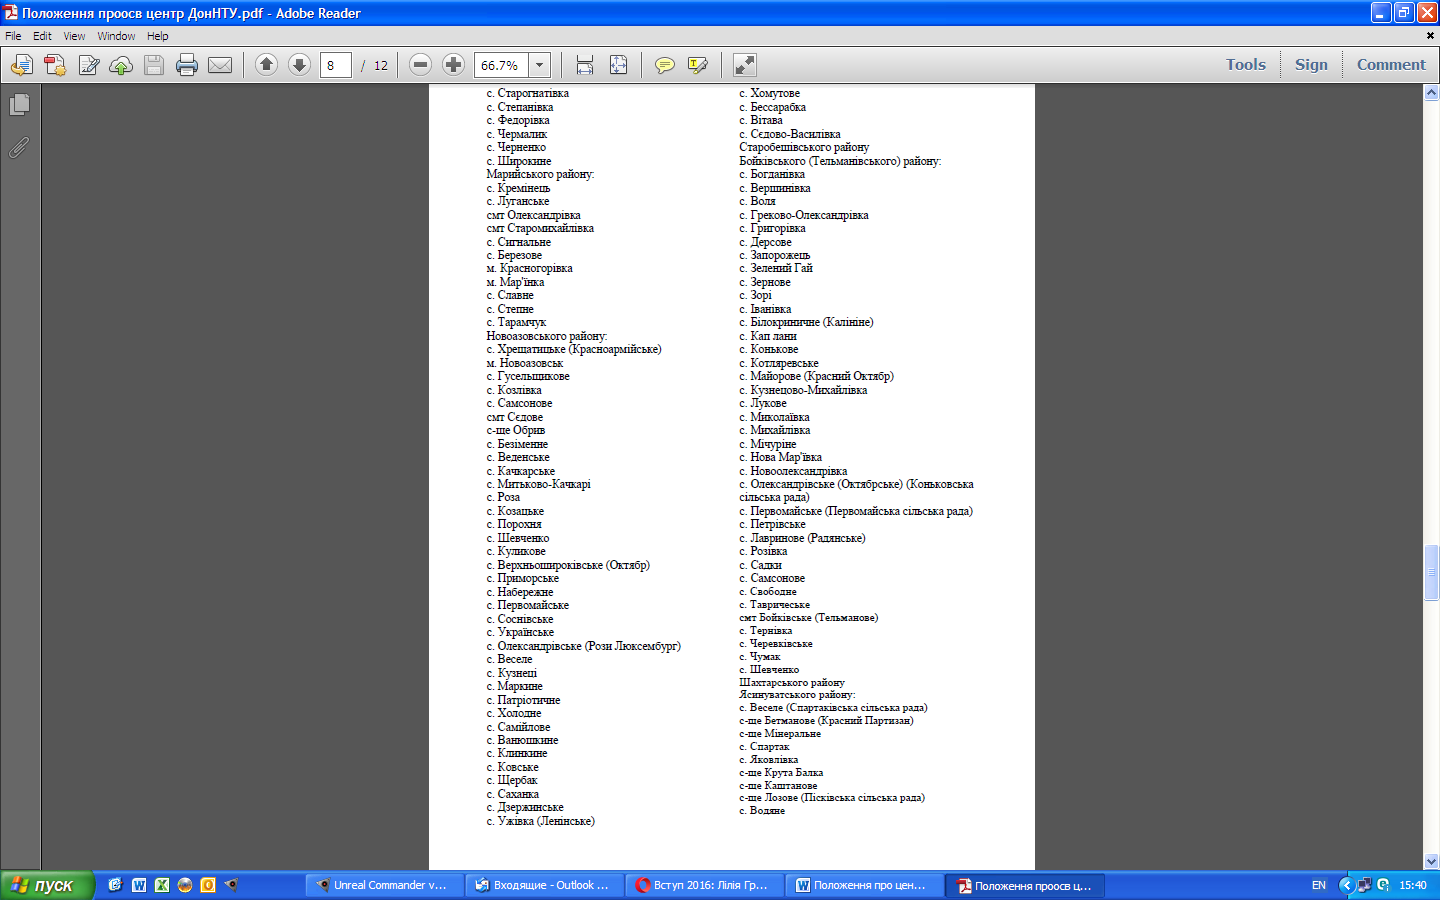 Положення проосв центр ДонНТУ.pdf - Adobe Reader
File Edit View Window Help
8 / 12 66.7% Tools Sign Comment
с. Старогнатівка
с. Степанівка
с. Федорівка
с. Чермалик
с. Черненко
с. Широкине
Марийського району:
с. Кремінець
с. Луганське
смт Олександрівка
смт Старомихайлівка
с. Сигнальне
с. Березове
м. Красногорівка
м. Мар'їнка
с. Славне
с. Степне
с. Тарамчук
Новоазовського району:
с. Хрещатицьке (Красноармійське)
м. Новоазовськ
с. Гусельщикове
с. Козлівка
с. Самсонове
смт Сєдове
с-ще Обрив
с. Безіменне
с. Веденське
с. Качкарське
с. Митьково-Качкарі
с. Роза
с. Козацьке
с. Порохня
с. Шевченко
с. Куликове
с. Верхньошироківське (Октябр)
с. Приморське
с. Набережне
с. Первомайське
с. Соснівське
с. Українське
с. Олександрівське (Рози Люксембург)
с. Веселе
с. Кузнеці
с. Маркине
с. Патріотичне
с. Холодне
с. Самійлове
с. Ванюшкине
с. Клинкине
с. Ковське
с. Щербак
с. Саханка
с. Дзержинське
с. Ужівка (Ленінське)
с. Хомутове
с. Бессарабка
с. Вітава
с. Сєдово-Василівка
Старобешівського району
Бойківського (Тельманівського) району:
с. Богданівка
с. Вершинівка
с. Воля
с. Греково-Олександрівка
с. Григорівка
с. Дерсове
с. Запорожець
с. Зелений Гай
с. Зернове
с. Зорі
с. Іванівка
с. Білокриничне (Калініне)
с. Кап лани
с. Конькове
с. Котляревське
с. Майорове (Красний Октябр)
с. Кузнецово-Михайлівка
с. Лукове
с. Миколаївка
с. Михайлівка
с. Мічуріне
с. Нова Мар'ївка
с. Новоолександрівка
с. Олександрівське (Октябрське) (Коньковська
сільська рада)
с. Первомайське (Первомайська сільська рада)
с. Петрівське
с. Лавринове (Радянське)
с. Розівка
с. Садки
с. Самсонове
с. Свободне
с. Тавричеське
смт Бойківське (Тельманове)
с. Тернівка
с. Черевківське
с. Чумак
с. Шевченко
Шахтарського району
Ясинуватського району:
с. Веселе (Спартаківська сільська рада)
с-ще Бетманове (Красний Партизан)
с-ще Мінеральне
с. Спартак
с. Яковлівка
с-ще Крута Балка
с-ще Каштанове
с-ще Лозове (Пісківська сільська рада)
с. Водяне
пуск Unreal Commander v... Входящие - Outlook ... Вступ 2016: Лілія Гр... Положення про цен... Положення проосв ц... EN 15:40